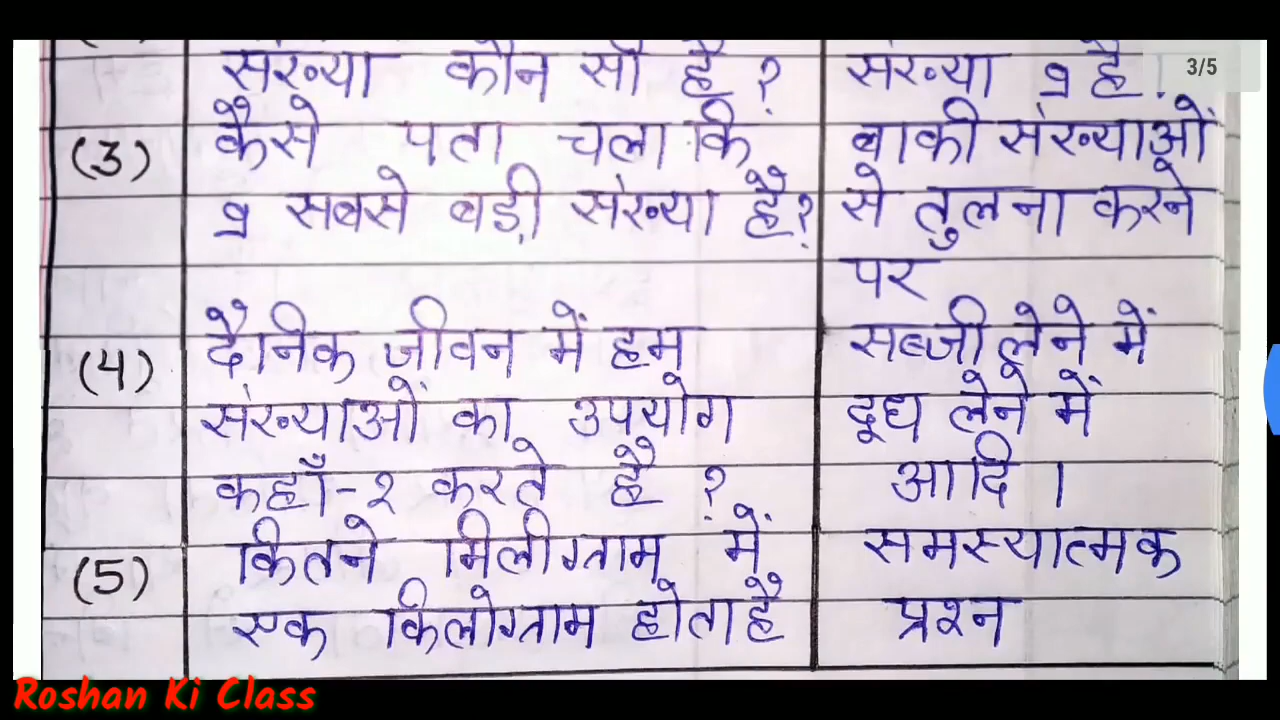 संख्या कौन सी है ? संख्या 9 है । 3/5
(3) कैसे पता चला कि बाकी संख्याओं
9 सबसे बड़ी संख्या है ? से तुलना करने
पर
(4) दैनिक जीवन में हम सब्जी लेने में
संख्याओं का उपयोग दूध लेने में
कहाँ-२ करते है ? आदि ।
(5) कितने मिलीग्राम में समस्यात्मक
एक किलोग्राम होता है प्रश्न
Roshan Ki Class